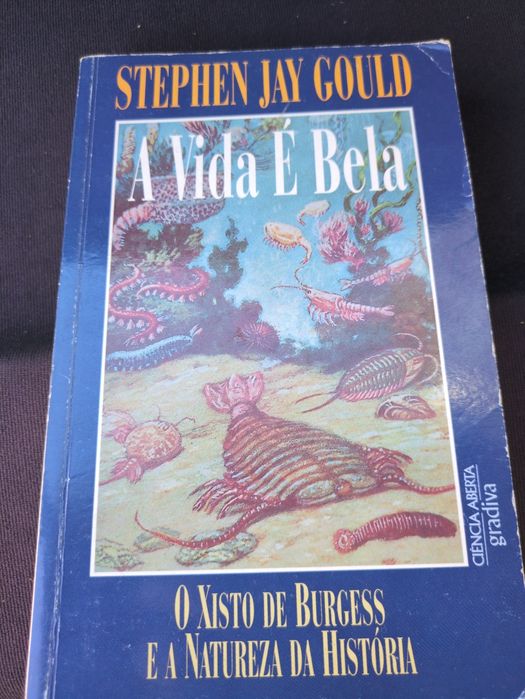 STEPHEN JAY GOULD
A Vida É Bela
CIÊNCIA ABERTA
gradiva
O XISTO DE BURGESS
E A NATUREZA DA HISTÓRIA